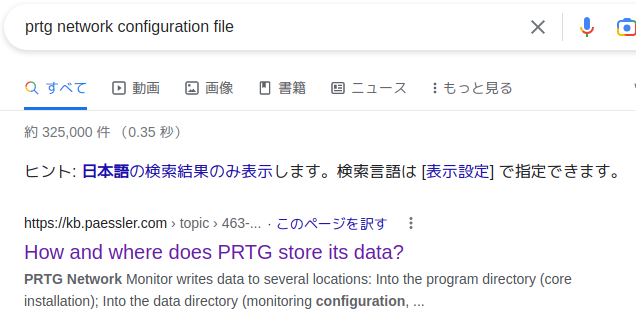 prtg network configuration file
すべて 動画 画像 書籍 ニュース もっと見る
約 325,000 件 （0.35 秒）
ヒント: 日本語の検索結果のみ表示します。検索言語は [表示設定] で指定できます。
https://kb.paessler.com › topic › 463-... · このページを訳す
How and where does PRTG store its data?
PRTG Network Monitor writes data to several locations: Into the program directory (core
installation); Into the data directory (monitoring configuration, ...